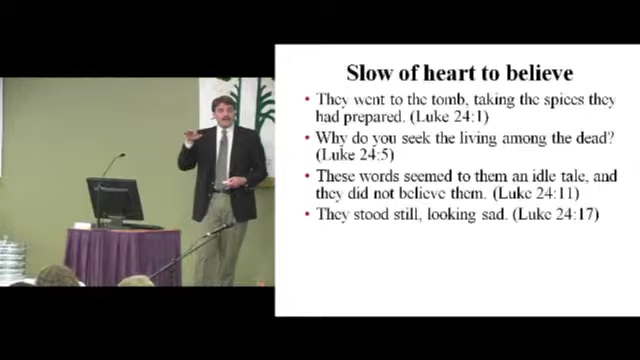 Slow of heart to believe
• They went to the tomb, taking the spices they
had prepared. (Luke 24:1)
• Why do you seek the living among the dead?
(Luke 24:5)
• These words seemed to them an idle tale, and
they did not believe them. (Luke 24:11)
• They stood still, looking sad. (Luke 24:17)